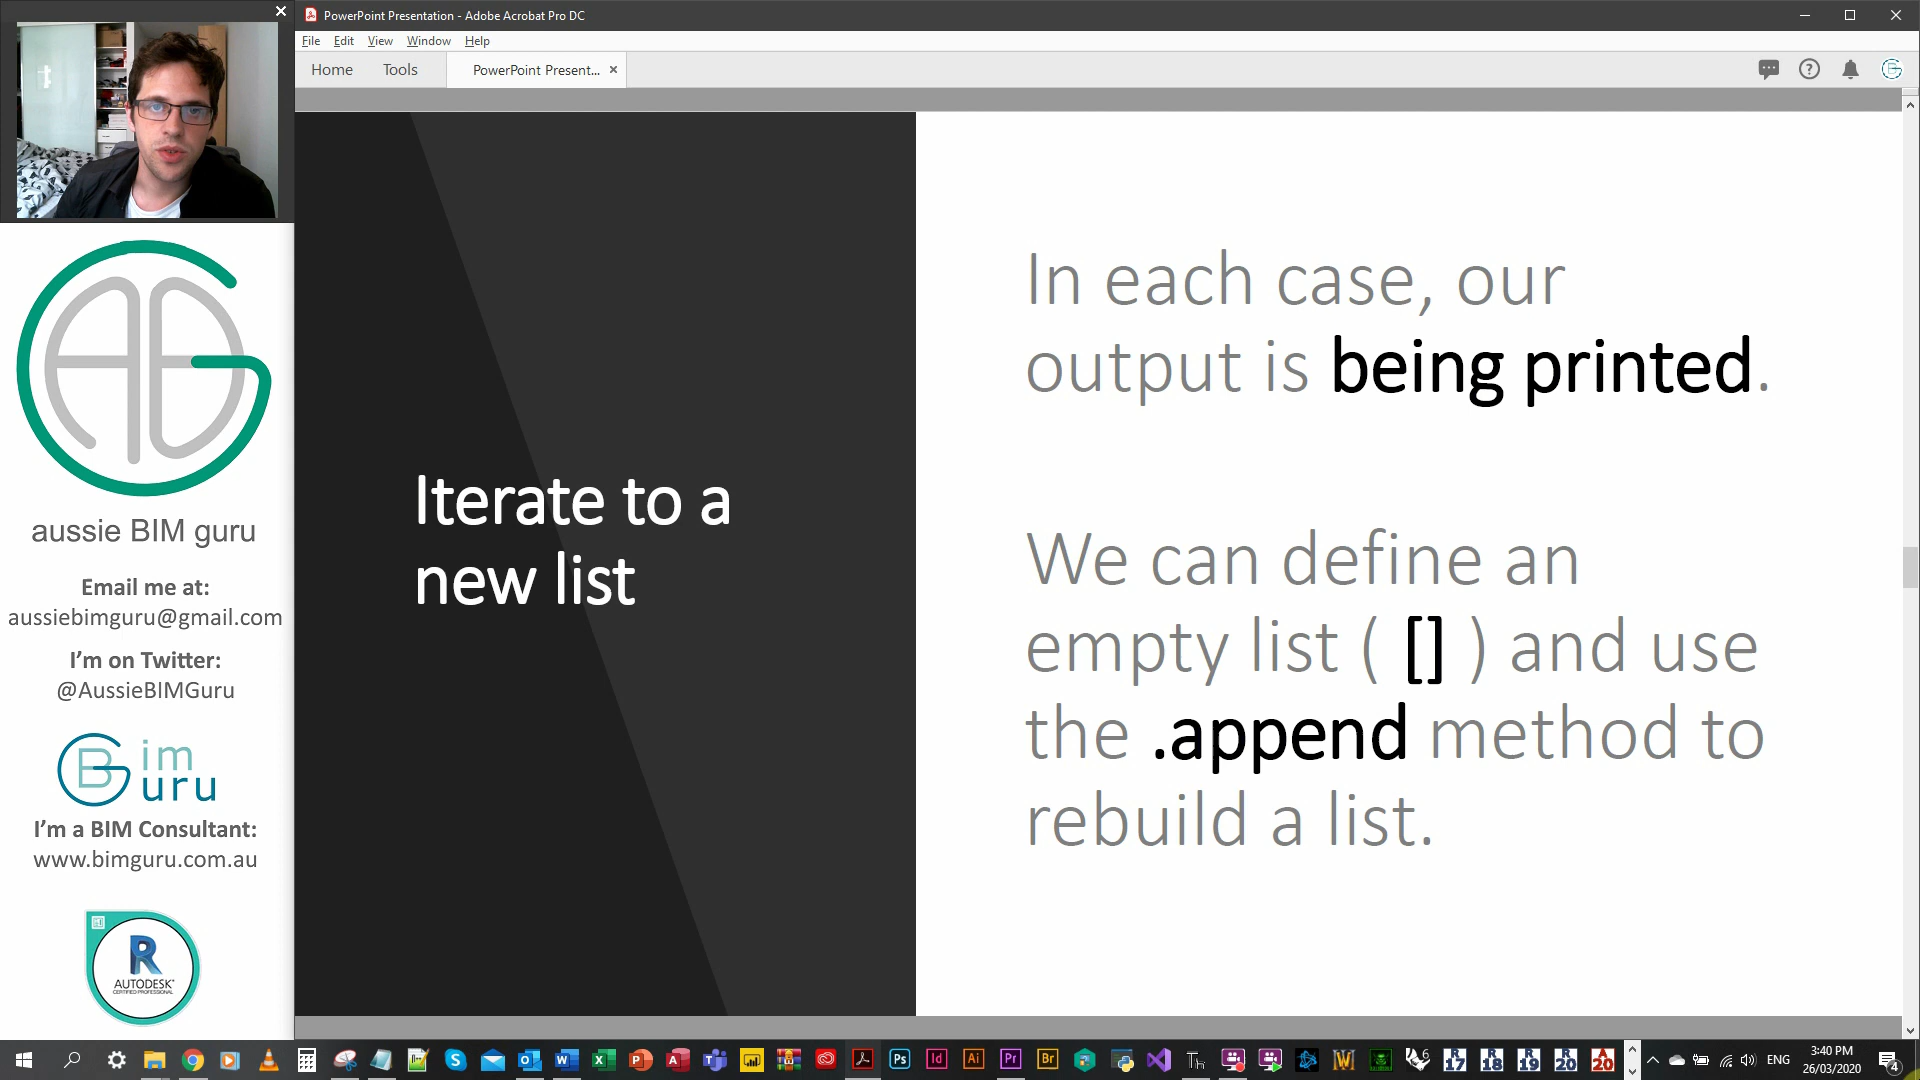 PowerPoint Presentation - Adobe Acrobat Pro DC
File Edit View Window Help
Home Tools PowerPoint Present...
Iterate to a
new list
In each case, our
output is being printed.
We can define an
empty list ( [] ) and use
the .append method to
rebuild a list.
aussie BIM guru
Email me at:
aussiebimguru@gmail.com
I'm on Twitter:
@AussieBIMGuru
BG im
uru
I'm a BIM Consultant:
www.bimguru.com.au
R
AUTODESK
CERTIFIED PROFESSIONAL
ENG
3:40 PM
26/03/2020
4